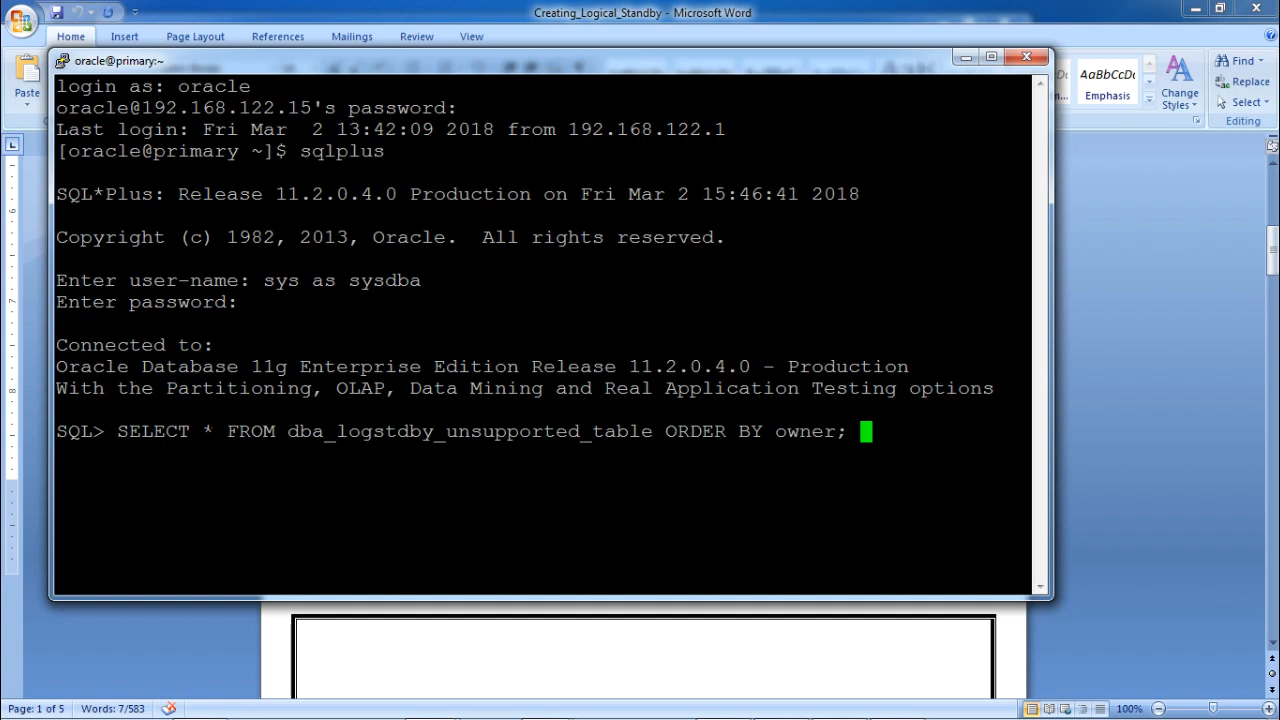 Creating_Logical_Standby - Microsoft Word
Home Insert Page Layout References Mailings Review View
oracle@primary:~
Paste
AaBbCcDc
Emphasis
Change Styles
Find
Replace
Select
Editing
login as: oracle
oracle@192.168.122.15's password:
Last login: Fri Mar  2 13:42:09 2018 from 192.168.122.1
[oracle@primary ~]$ sqlplus
SQL*Plus: Release 11.2.0.4.0 Production on Fri Mar 2 15:46:41 2018
Copyright (c) 1982, 2013, Oracle.  All rights reserved.
Enter user-name: sys as sysdba
Enter password:
Connected to:
Oracle Database 11g Enterprise Edition Release 11.2.0.4.0 - Production
With the Partitioning, OLAP, Data Mining and Real Application Testing options
SQL> SELECT * FROM dba_logstdby_unsupported_table ORDER BY owner;
Page: 1 of 5 Words: 7/583 100%